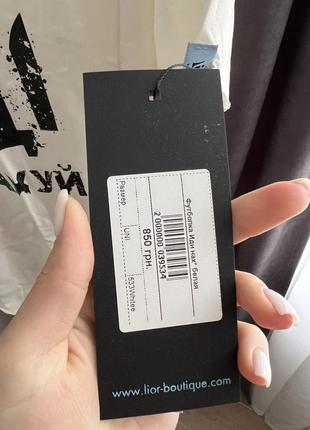 Футболка Иди нах* белая
2 000000 039534
850 грн.
Размер
UNI
533White
www.lior-boutique.com